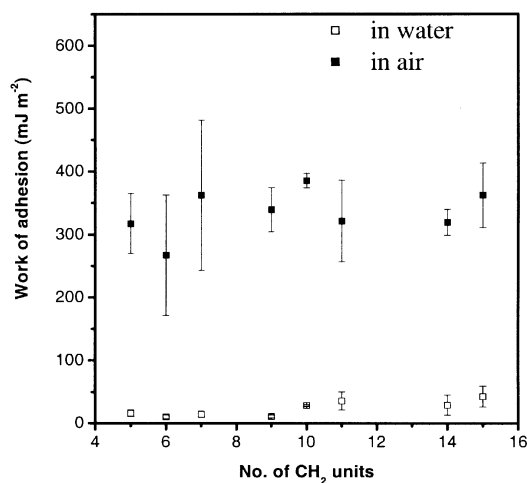 in water
in air
Work of adhesion (mJ m⁻²)
600
500
400
300
200
100
0
4 6 8 10 12 14 16
No. of CH₂ units